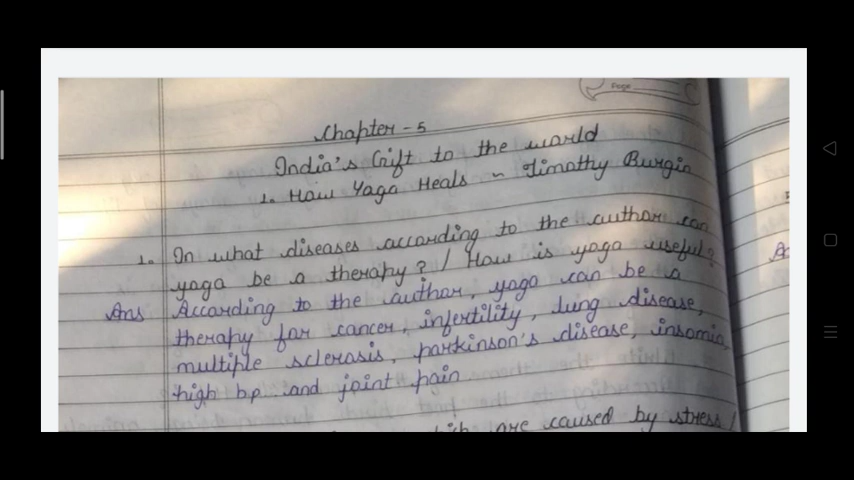 Page
Chapter - 5
India's Gift to the world
1. How Yoga Heals ~ Timothy Burgin
1. In what diseases according to the author can
yoga be a therapy? / How is yoga useful?
Ans According to the author, yoga can be a
therapy for cancer, infertility, lung disease,
multiple sclerosis, parkinson's disease, insomia,
high bp and joint pain
are caused by stress /